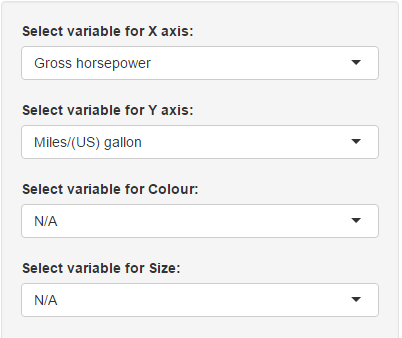 Select variable for X axis:
Gross horsepower
Select variable for Y axis:
Miles/(US) gallon
Select variable for Colour:
N/A
Select variable for Size:
N/A